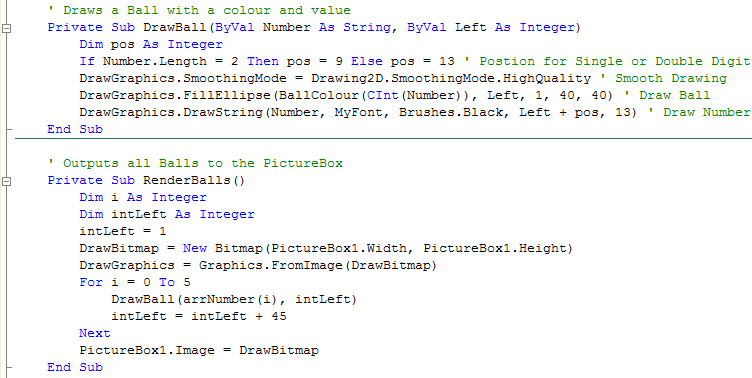 ' Draws a Ball with a colour and value
Private Sub DrawBall(ByVal Number As String, ByVal Left As Integer)
Dim pos As Integer
If Number.Length = 2 Then pos = 9 Else pos = 13 ' Postion for Single or Double Digit
DrawGraphics.SmoothingMode = Drawing2D.SmoothingMode.HighQuality ' Smooth Drawing
DrawGraphics.FillEllipse(BallColour(CInt(Number)), Left, 1, 40, 40) ' Draw Ball
DrawGraphics.DrawString(Number, MyFont, Brushes.Black, Left + pos, 13) ' Draw Number
End Sub
' Outputs all Balls to the PictureBox
Private Sub RenderBalls()
Dim i As Integer
Dim intLeft As Integer
intLeft = 1
DrawBitmap = New Bitmap(PictureBox1.Width, PictureBox1.Height)
DrawGraphics = Graphics.FromImage(DrawBitmap)
For i = 0 To 5
DrawBall(arrNumber(i), intLeft)
intLeft = intLeft + 45
Next
PictureBox1.Image = DrawBitmap
End Sub